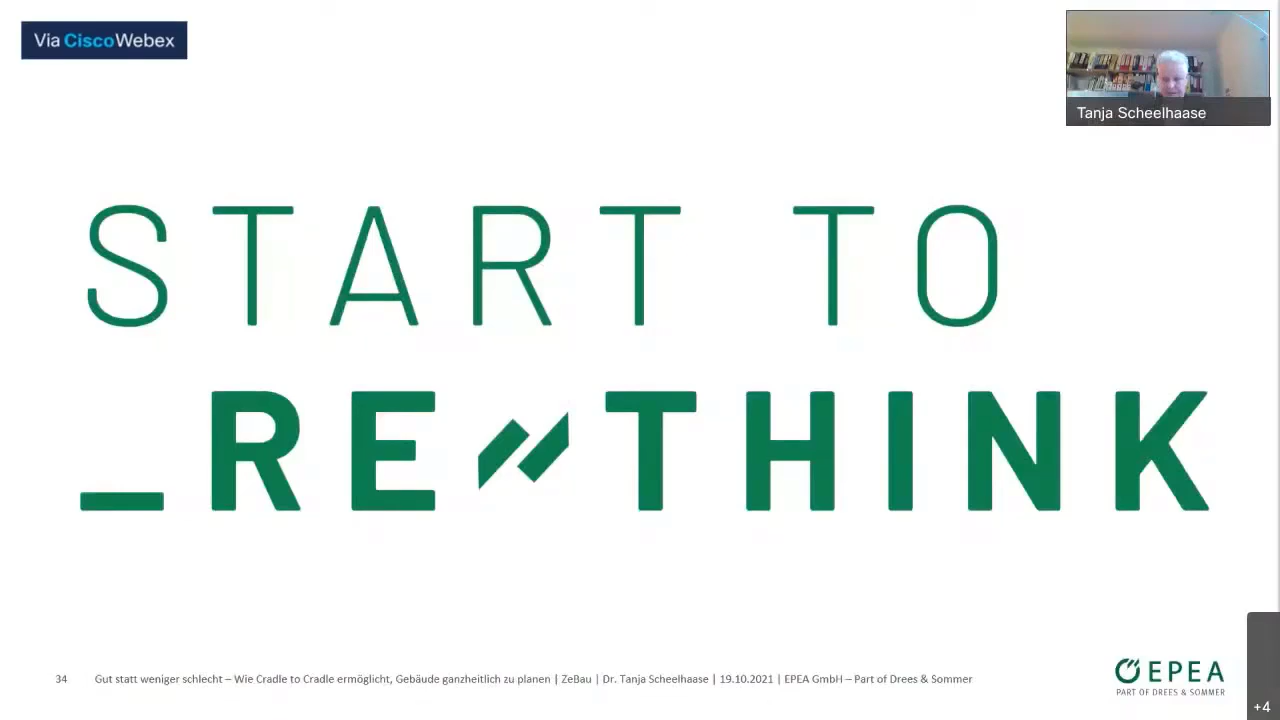 Via CiscoWebex
Tanja Scheelhaase
START TO
_RE THINK
34 Gut statt weniger schlecht – Wie Cradle to Cradle ermöglicht, Gebäude ganzheitlich zu planen | ZeBau | Dr. Tanja Scheelhaase | 19.10.2021 | EPEA GmbH – Part of Drees & Sommer
EPEA
PART OF DREES & SOMMER
+4